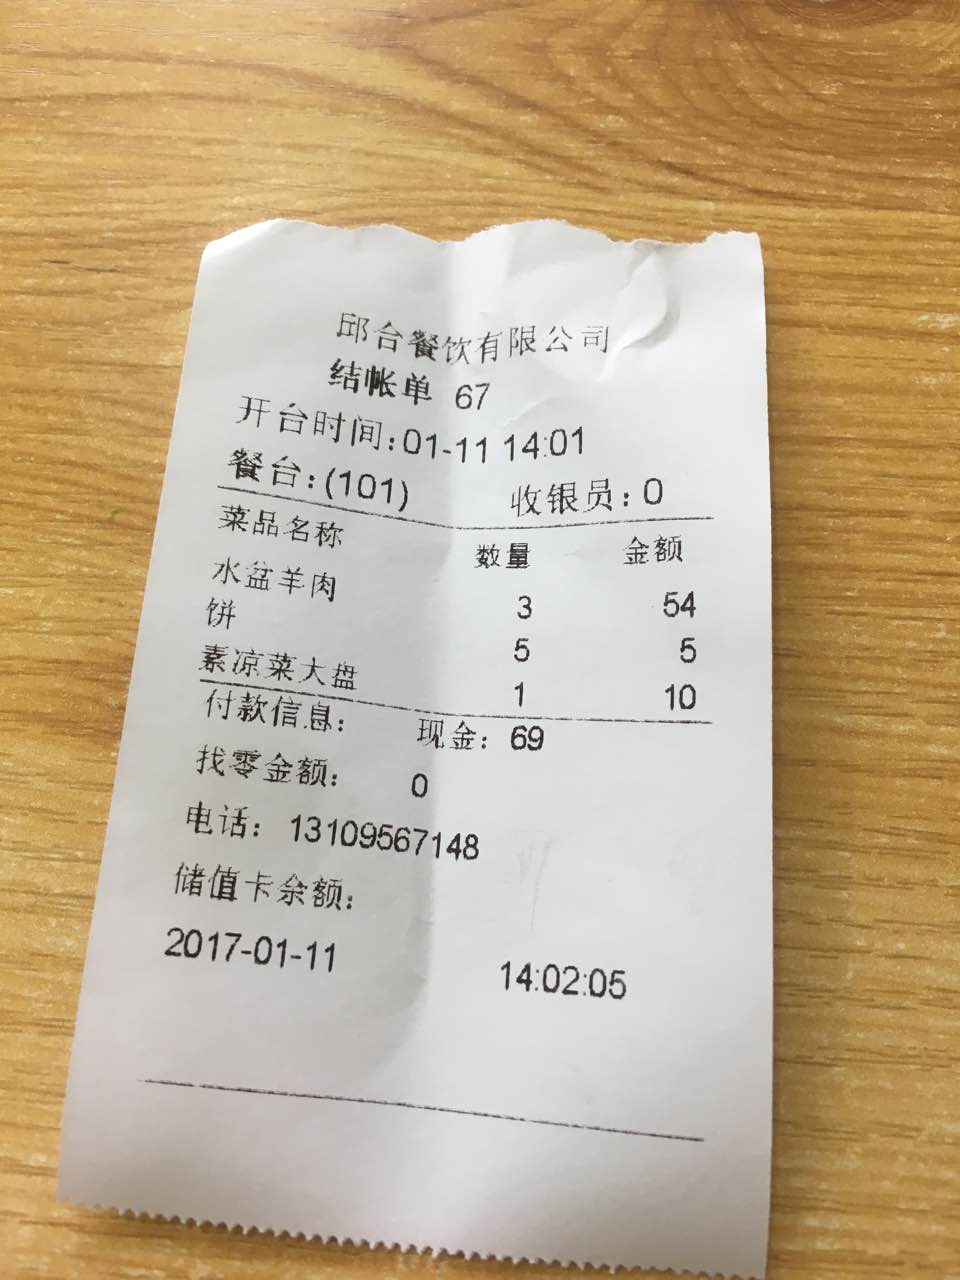 邱合餐饮有限公司
结帐单 67
开台时间:01-11 14:01
餐台:(101) 收银员:0
菜品名称 数量 金额
水盆羊肉 3 54
饼 5 5
素凉菜大盘 1 10
付款信息: 现金: 69
找零金额: 0
电话: 13109567148
储值卡余额:
2017-01-11 14:02:05